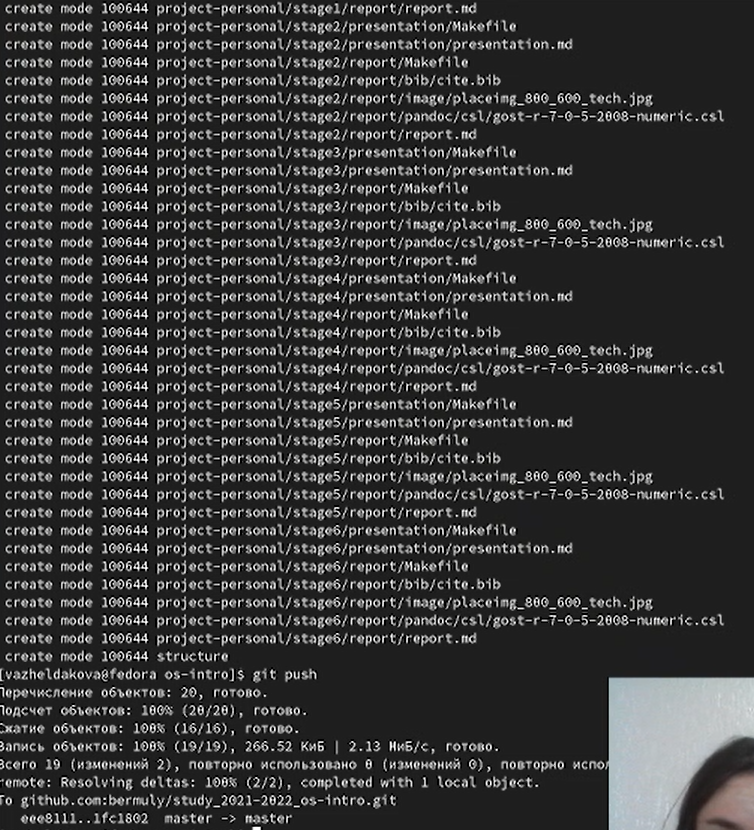 create mode 100644 project-personal/stage1/report/report.md
create mode 100644 project-personal/stage2/presentation/Makefile
create mode 100644 project-personal/stage2/presentation/presentation.md
create mode 100644 project-personal/stage2/report/Makefile
create mode 100644 project-personal/stage2/report/bib/cite.bib
create mode 100644 project-personal/stage2/report/image/placeimg_800_600_tech.jpg
create mode 100644 project-personal/stage2/report/pandoc/csl/gost-r-7-0-5-2008-numeric.csl
create mode 100644 project-personal/stage2/report/report.md
create mode 100644 project-personal/stage3/presentation/Makefile
create mode 100644 project-personal/stage3/presentation/presentation.md
create mode 100644 project-personal/stage3/report/Makefile
create mode 100644 project-personal/stage3/report/bib/cite.bib
create mode 100644 project-personal/stage3/report/image/placeimg_800_600_tech.jpg
create mode 100644 project-personal/stage3/report/pandoc/csl/gost-r-7-0-5-2008-numeric.csl
create mode 100644 project-personal/stage3/report/report.md
create mode 100644 project-personal/stage4/presentation/Makefile
create mode 100644 project-personal/stage4/presentation/presentation.md
create mode 100644 project-personal/stage4/report/Makefile
create mode 100644 project-personal/stage4/report/bib/cite.bib
create mode 100644 project-personal/stage4/report/image/placeimg_800_600_tech.jpg
create mode 100644 project-personal/stage4/report/pandoc/csl/gost-r-7-0-5-2008-numeric.csl
create mode 100644 project-personal/stage4/report/report.md
create mode 100644 project-personal/stage5/presentation/Makefile
create mode 100644 project-personal/stage5/presentation/presentation.md
create mode 100644 project-personal/stage5/report/Makefile
create mode 100644 project-personal/stage5/report/bib/cite.bib
create mode 100644 project-personal/stage5/report/image/placeimg_800_600_tech.jpg
create mode 100644 project-personal/stage5/report/pandoc/csl/gost-r-7-0-5-2008-numeric.csl
create mode 100644 project-personal/stage5/report/report.md
create mode 100644 project-personal/stage6/presentation/Makefile
create mode 100644 project-personal/stage6/presentation/presentation.md
create mode 100644 project-personal/stage6/report/Makefile
create mode 100644 project-personal/stage6/report/bib/cite.bib
create mode 100644 project-personal/stage6/report/image/placeimg_800_600_tech.jpg
create mode 100644 project-personal/stage6/report/pandoc/csl/gost-r-7-0-5-2008-numeric.csl
create mode 100644 project-personal/stage6/report/report.md
create mode 100644 structure
[vazheldakova@fedora os-intro]$ git push
Перечисление объектов: 20, готово.
Подсчет объектов: 100% (20/20), готово.
Сжатие объектов: 100% (16/16), готово.
Запись объектов: 100% (19/19), 266.52 КиБ | 2.13 МиБ/с, готово.
Всего 19 (изменений 2), повторно использовано 0 (изменений 0), повторно испо
remote: Resolving deltas: 100% (2/2), completed with 1 local object.
To github.com:bermuly/study_2021-2022_os-intro.git
eee8111..1fc1802 master -> master